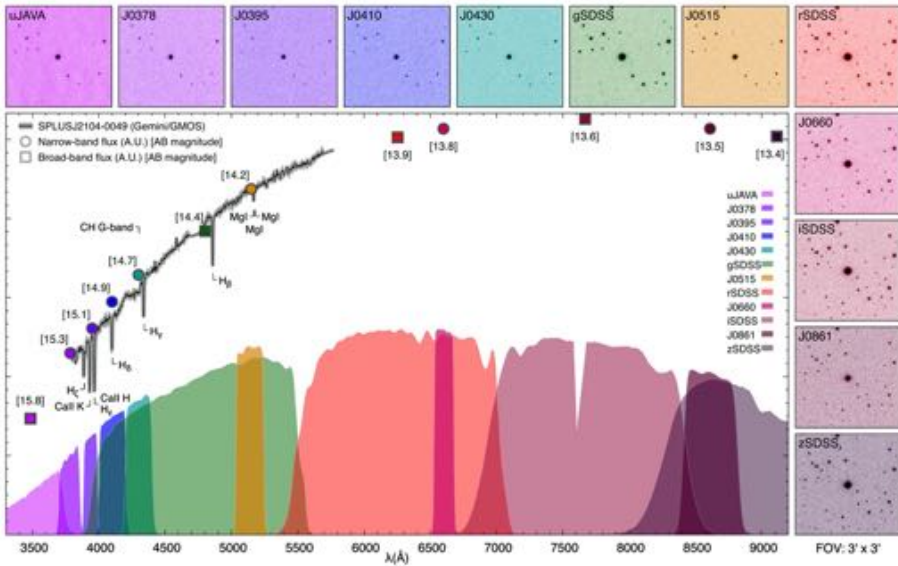 uJAVA
J0378
J0395
J0410
J0430
gSDSS
J0515
rSDSS
SPLUSJ2104-0049 (Gemini/GMOS)
Narrow-band flux (A.U.) [AB magnitude]
Broad-band flux (A.U.) [AB magnitude]
[13.9]
[13.8]
[13.6]
[13.5]
[13.4]
J0660
[14.2]
MgI
MgI
MgI
[14.4]
CH G-band
[14.7]
Hβ
[14.9]
Hγ
[15.1]
[15.3]
Hδ
Hζ
CaII H
CaII K
Hε
[15.8]
uJAVA
J0378
J0395
J0410
J0430
gSDSS
J0515
rSDSS
J0660
iSDSS
J0861
zSDSS
iSDSS
J0861
zSDSS
3500 4000 4500 5000 5500 6000 6500 7000 7500 8000 8500 9000
λ(Å)
FOV: 3' x 3'